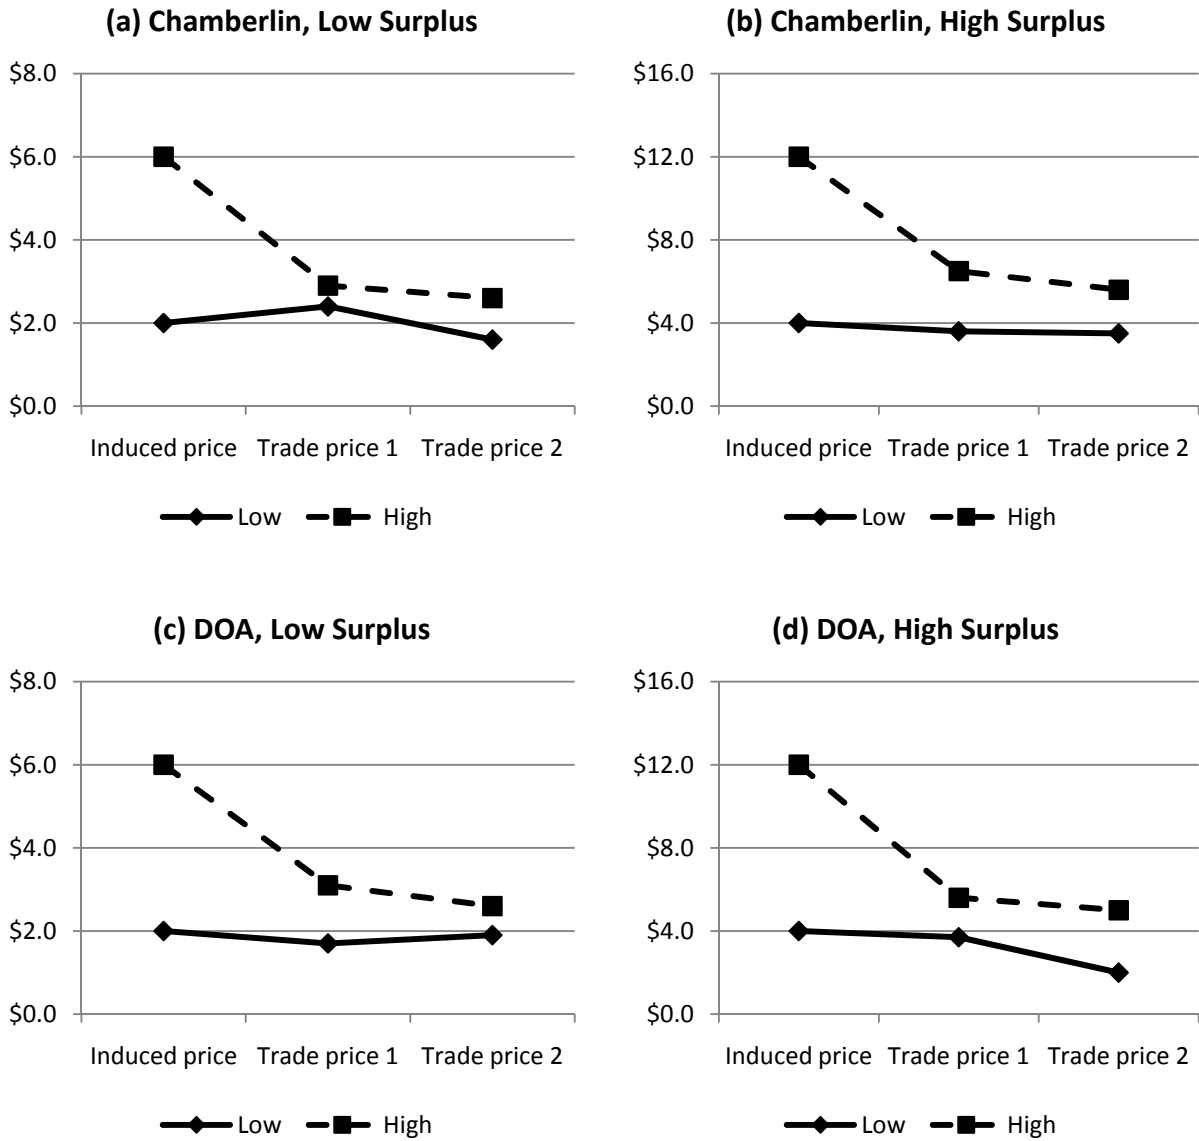 (a) Chamberlin, Low Surplus
$8.0
$6.0
$4.0
$2.0
$0.0
Induced price Trade price 1 Trade price 2
Low High
(b) Chamberlin, High Surplus
$16.0
$12.0
$8.0
$4.0
$0.0
Induced price Trade price 1 Trade price 2
Low High
(c) DOA, Low Surplus
$8.0
$6.0
$4.0
$2.0
$0.0
Induced price Trade price 1 Trade price 2
Low High
(d) DOA, High Surplus
$16.0
$12.0
$8.0
$4.0
$0.0
Induced price Trade price 1 Trade price 2
Low High